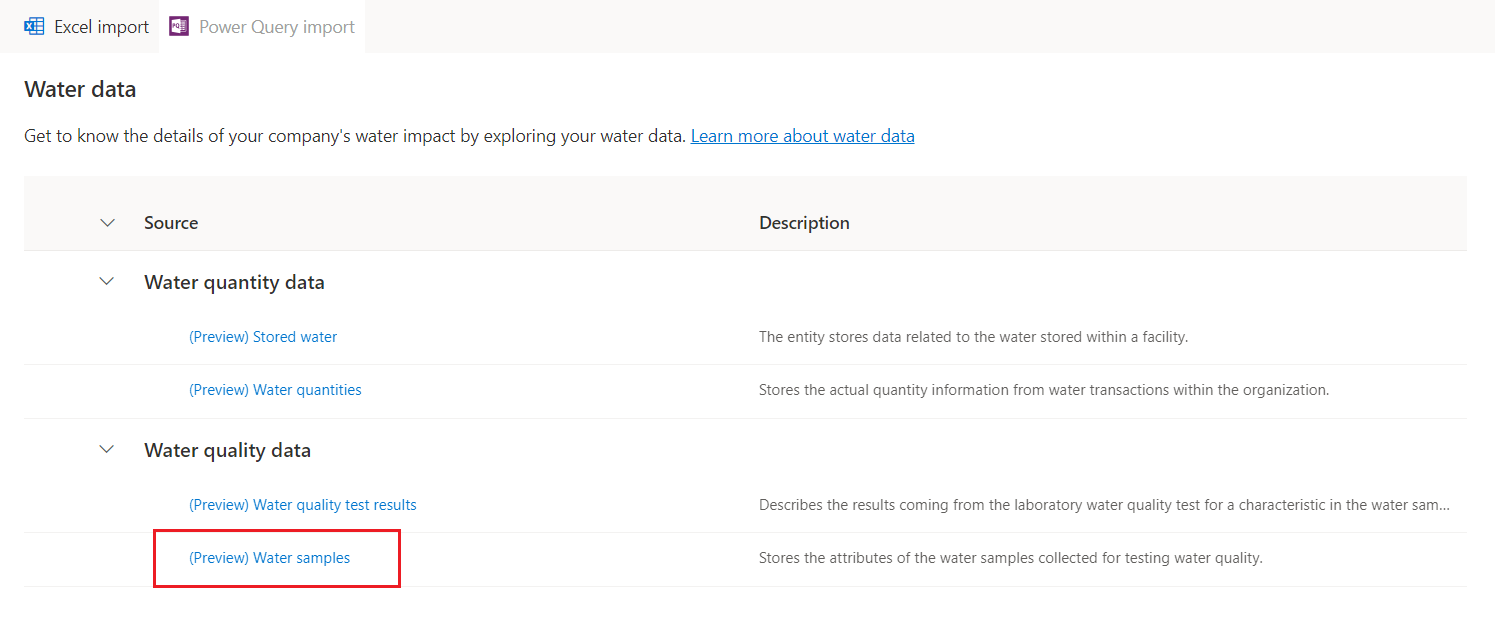 Excel import
Power Query import
Water data
Get to know the details of your company's water impact by exploring your water data. Learn more about water data
Source Description
Water quantity data
(Preview) Stored water The entity stores data related to the water stored within a facility.
(Preview) Water quantities Stores the actual quantity information from water transactions within the organization.
Water quality data
(Preview) Water quality test results Describes the results coming from the laboratory water quality test for a characteristic in the water sam...
(Preview) Water samples Stores the attributes of the water samples collected for testing water quality.